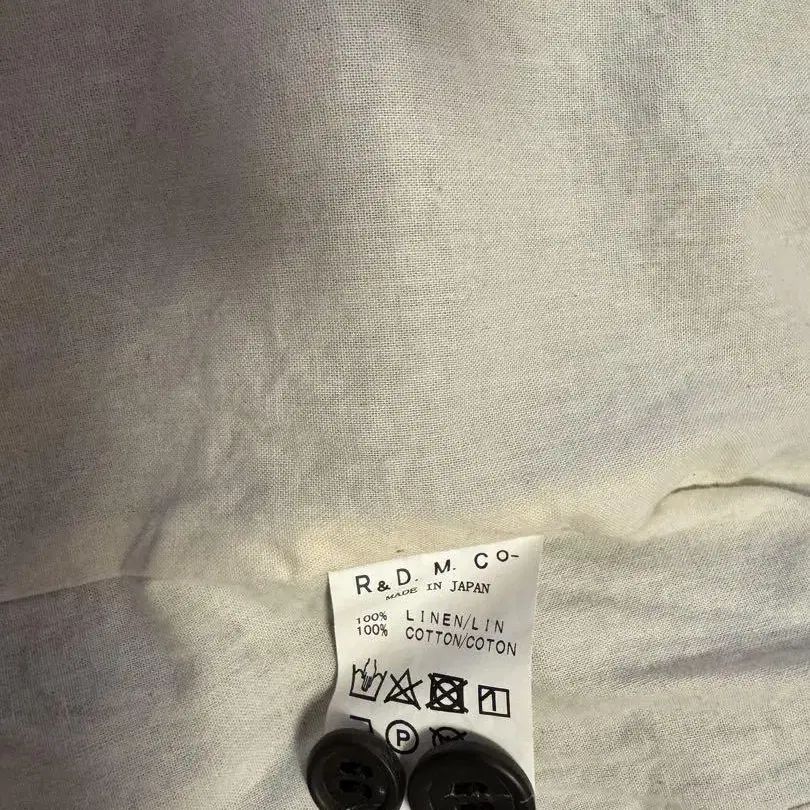 R&D. M. Co-
MADE IN JAPAN
100% LINEN/LIN
100% COTTON/COTON
P